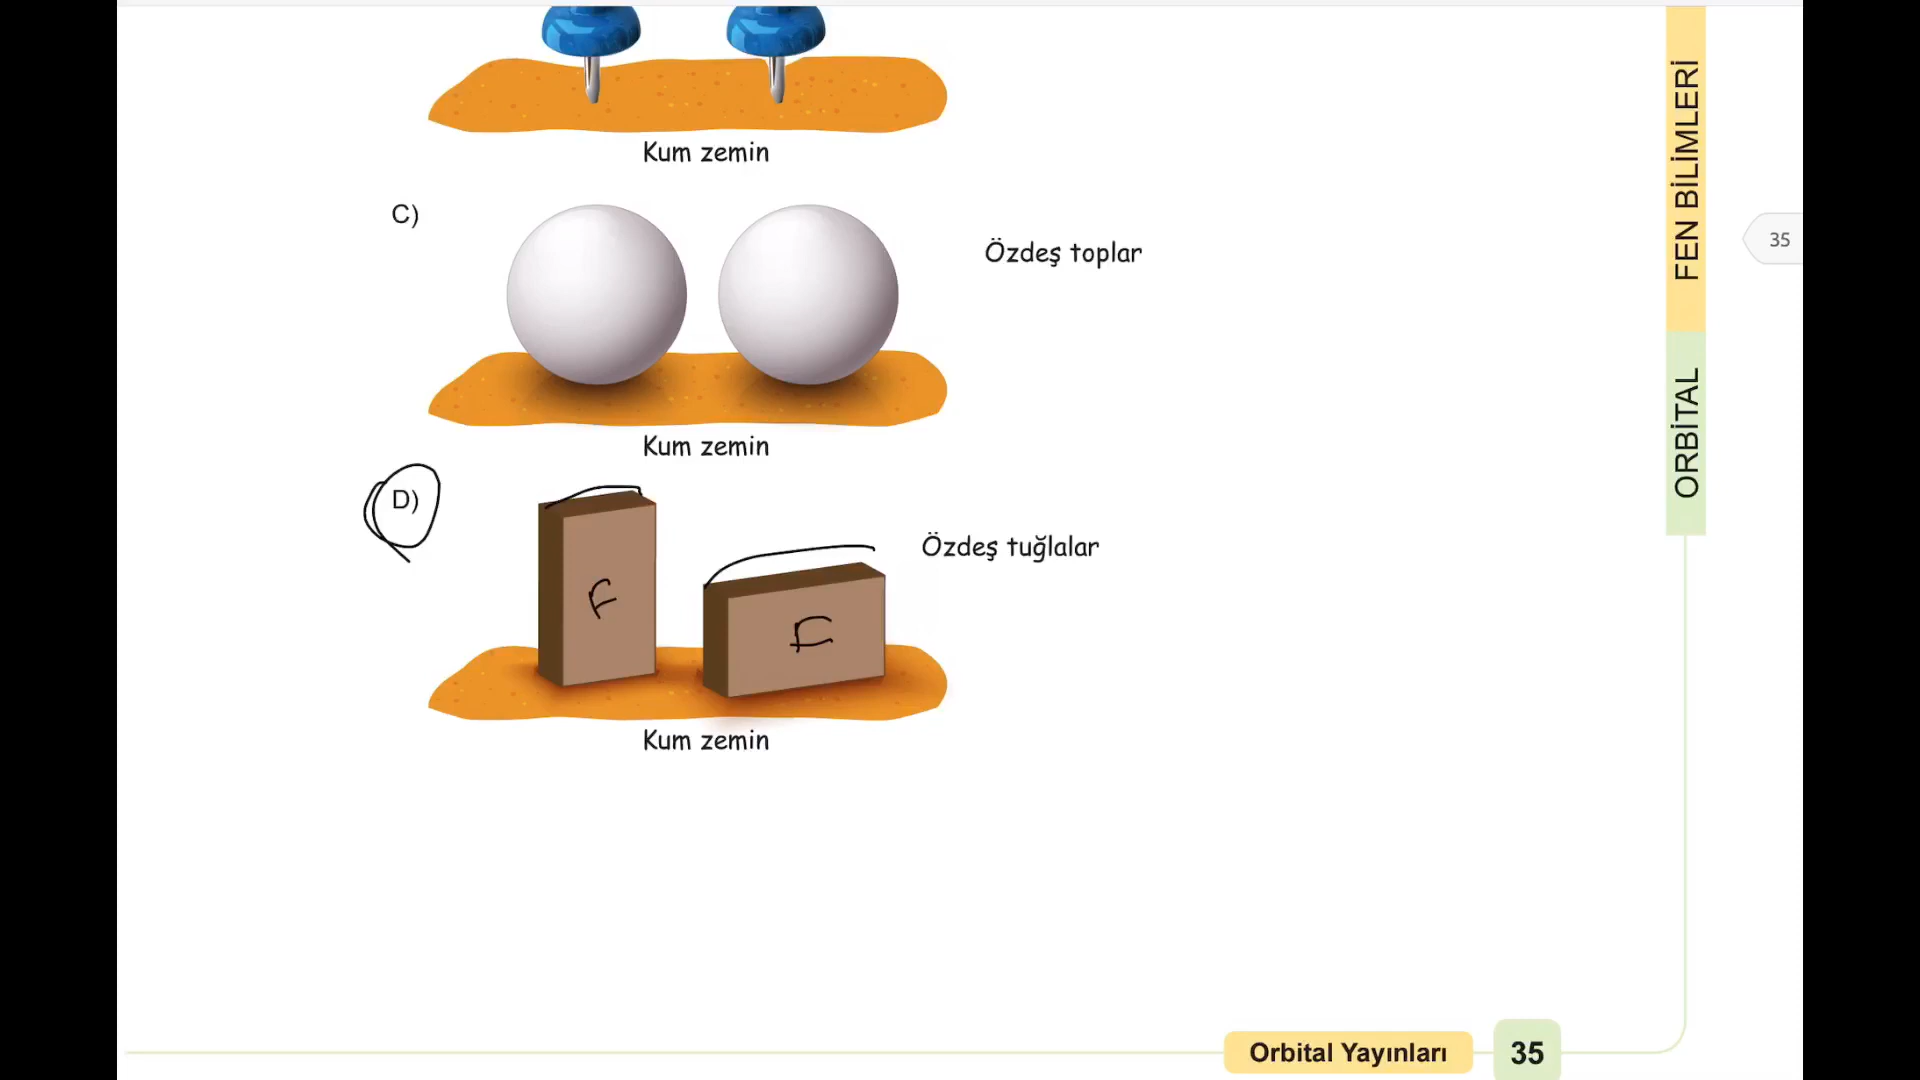 Kum zemin
C)
Özdeş toplar
Kum zemin
D)
Özdeş tuğlalar
F
F
Kum zemin
FEN BİLİMLERİ
ORBİTAL
35
Orbital Yayınları
35